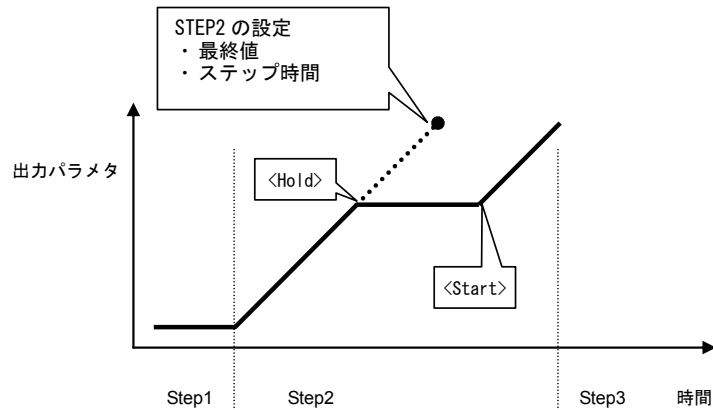 STEP2 の設定
・ 最終値
・ ステップ時間
出力パラメタ
<Hold>
<Start>
Step1
Step2
Step3
時間